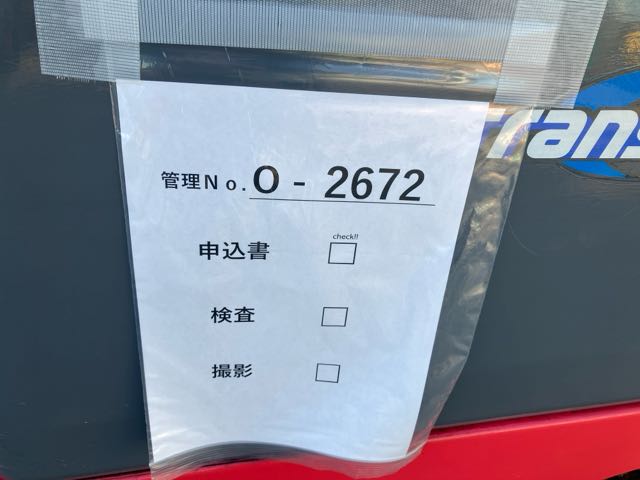 管理No. O - 2672
check!!
申込書 □
検査 □
撮影 □
trans